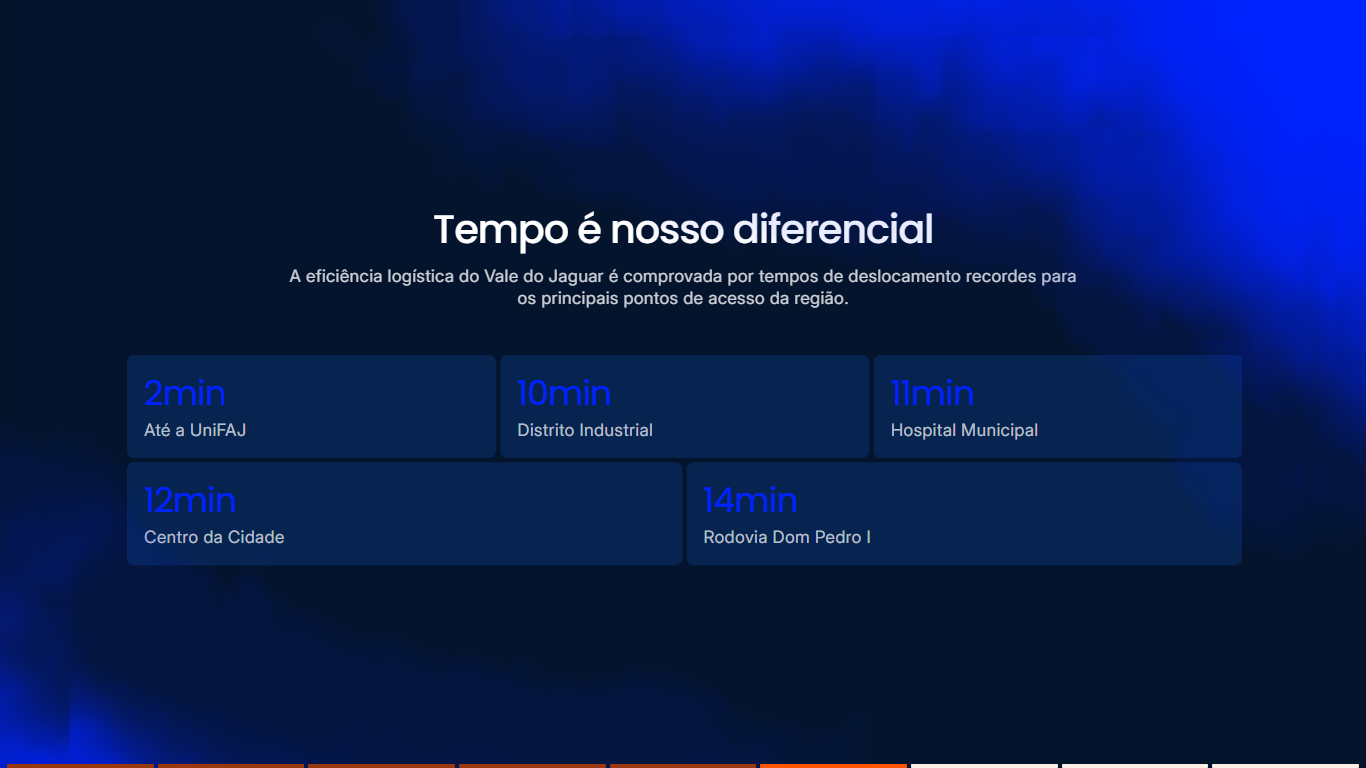 Tempo é nosso diferencial
A eficiência logística do Vale do Jaguar é comprovada por tempos de deslocamento recordes para
os principais pontos de acesso da região.
2min
Até a UniFAJ
10min
Distrito Industrial
11min
Hospital Municipal
12min
Centro da Cidade
14min
Rodovia Dom Pedro I